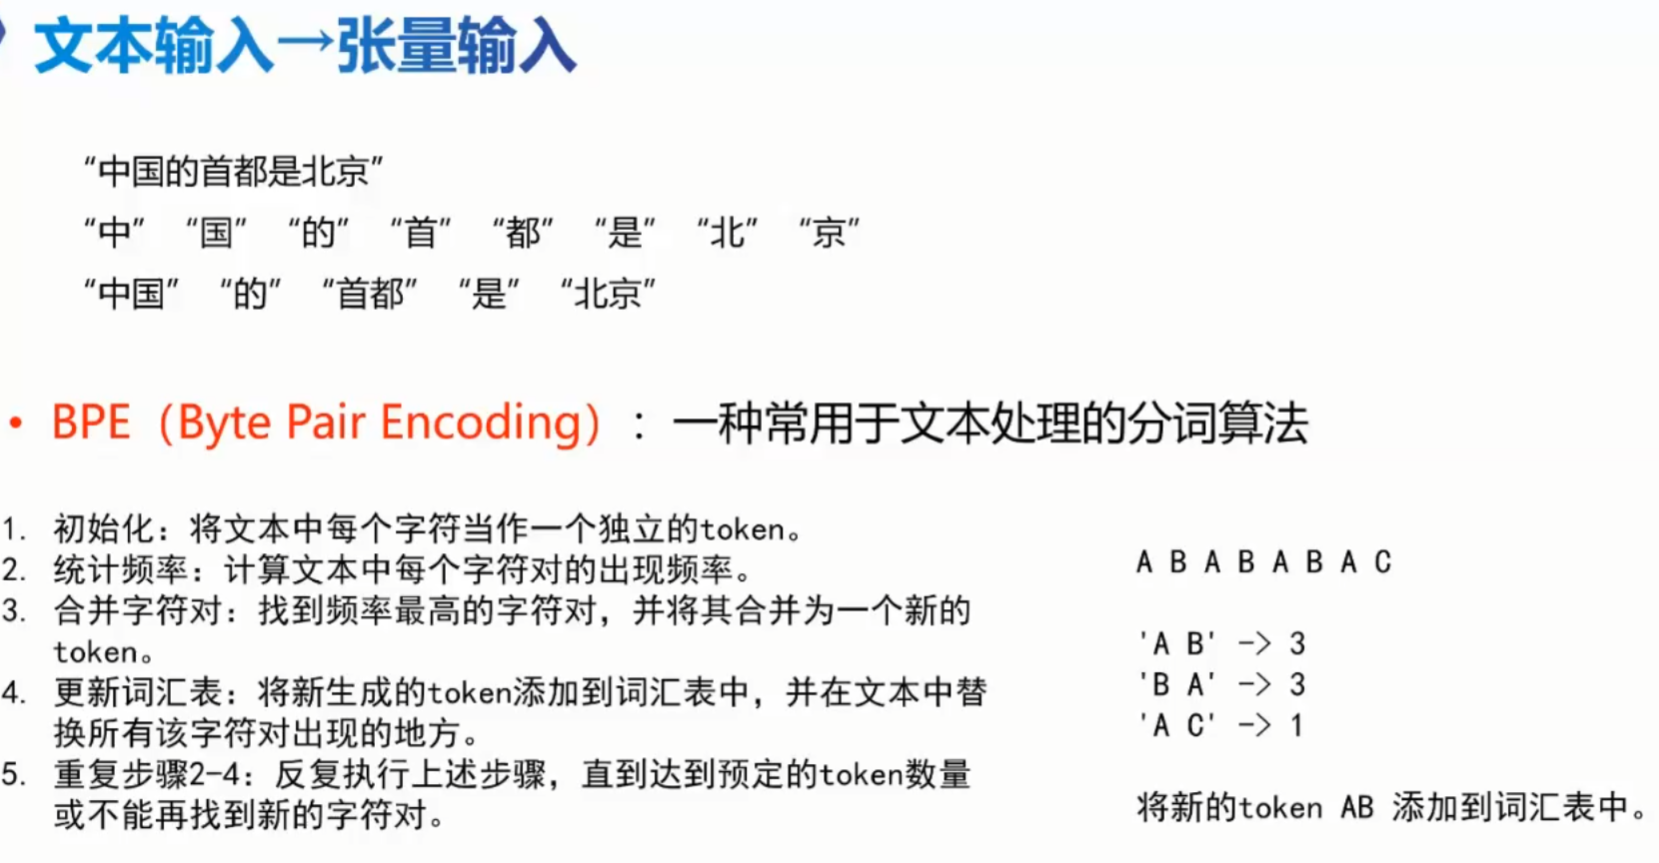 文本输入→张量输入
“中国的首都是北京”
“中” “国” “的” “首” “都” “是” “北” “京”
“中国” “的” “首都” “是” “北京”
• BPE（Byte Pair Encoding）：一种常用于文本处理的分词算法
1. 初始化：将文本中每个字符当作一个独立的token。
2. 统计频率：计算文本中每个字符对的出现频率。
3. 合并字符对：找到频率最高的字符对，并将其合并为一个新的
token。
4. 更新词汇表：将新生成的token添加到词汇表中，并在文本中替
换所有该字符对出现的地方。
5. 重复步骤2-4：反复执行上述步骤，直到达到预定的token数量
或不能再找到新的字符对。
A B A B A B A C
'A B' -> 3
'B A' -> 3
'A C' -> 1
将新的token AB 添加到词汇表中。